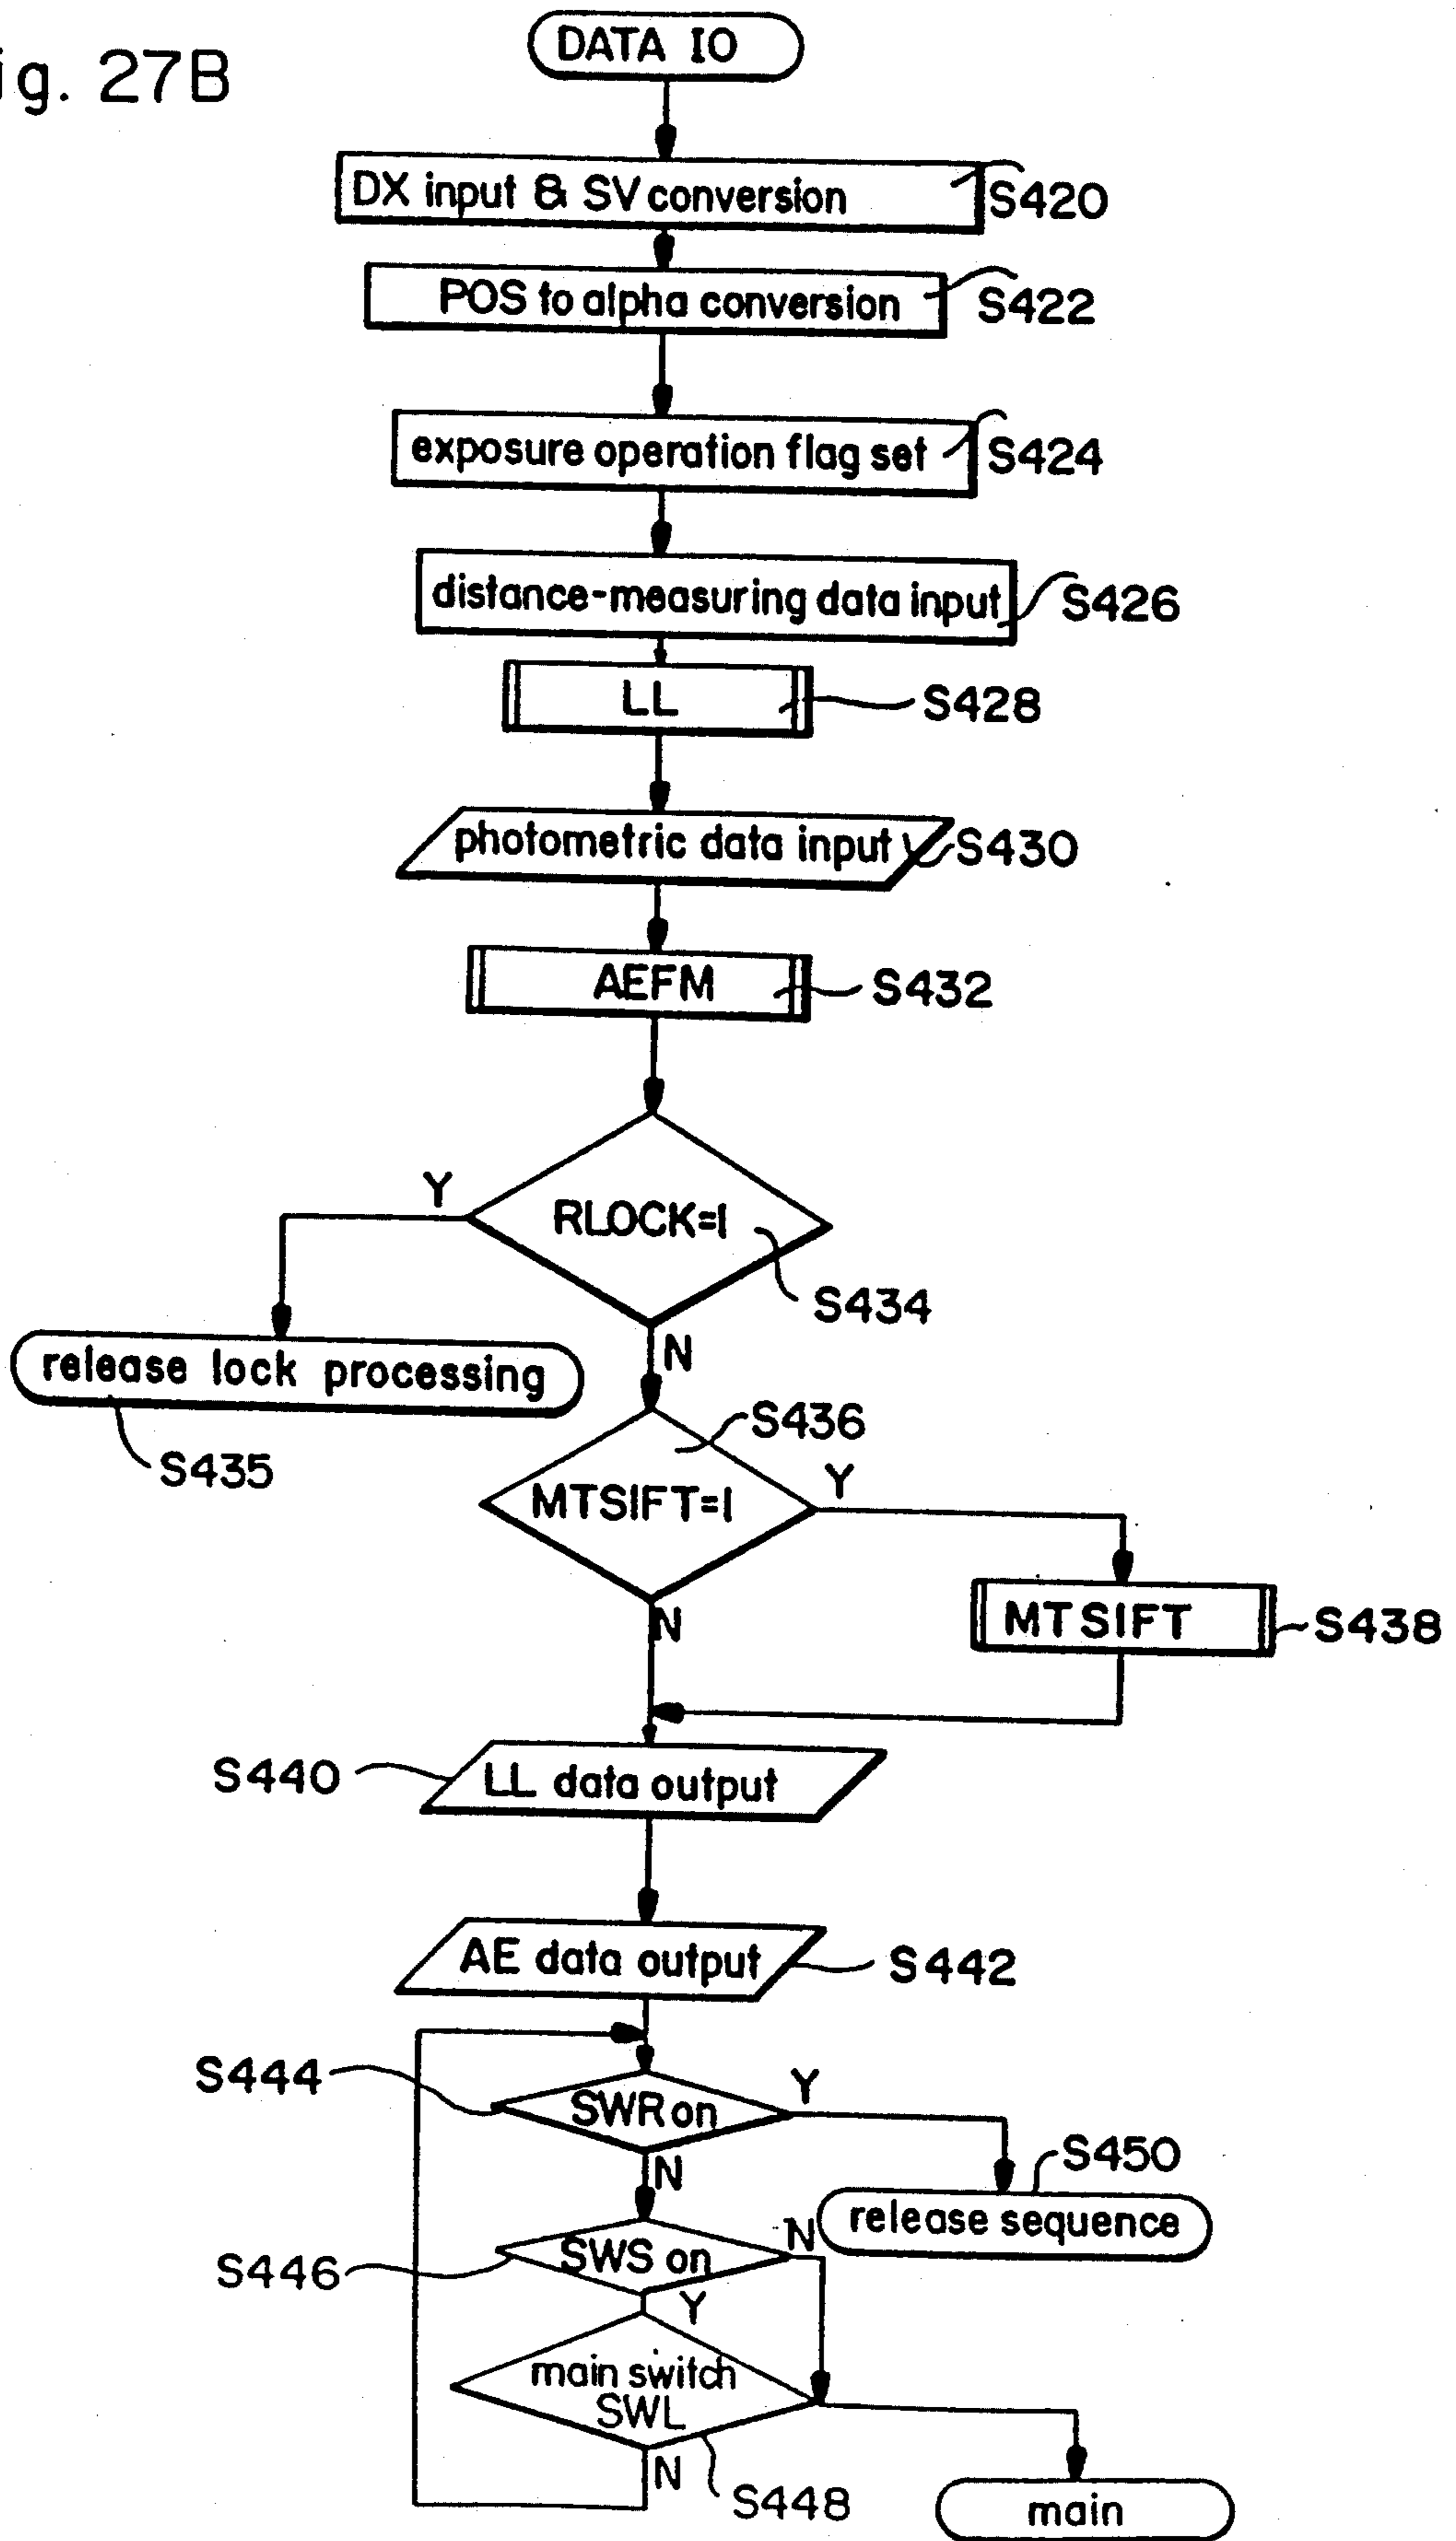 ig. 27B
DATA IO
DX input & SV conversion
S420
POS to alpha conversion
S422
exposure operation flag set
S424
distance-measuring data input
S426
LL
S428
photometric data input
S430
AEFM
S432
Y
RLOCK=1
S434
release lock processing
N
S435
S436
MTSIFT=1
Y
N
MTSIFT
S438
S440
LL data output
AE data output
S442
S444
SWR on
Y
N
S450
release sequence
S446
SWS on
N
Y
main switch
SWL
N
S448
main